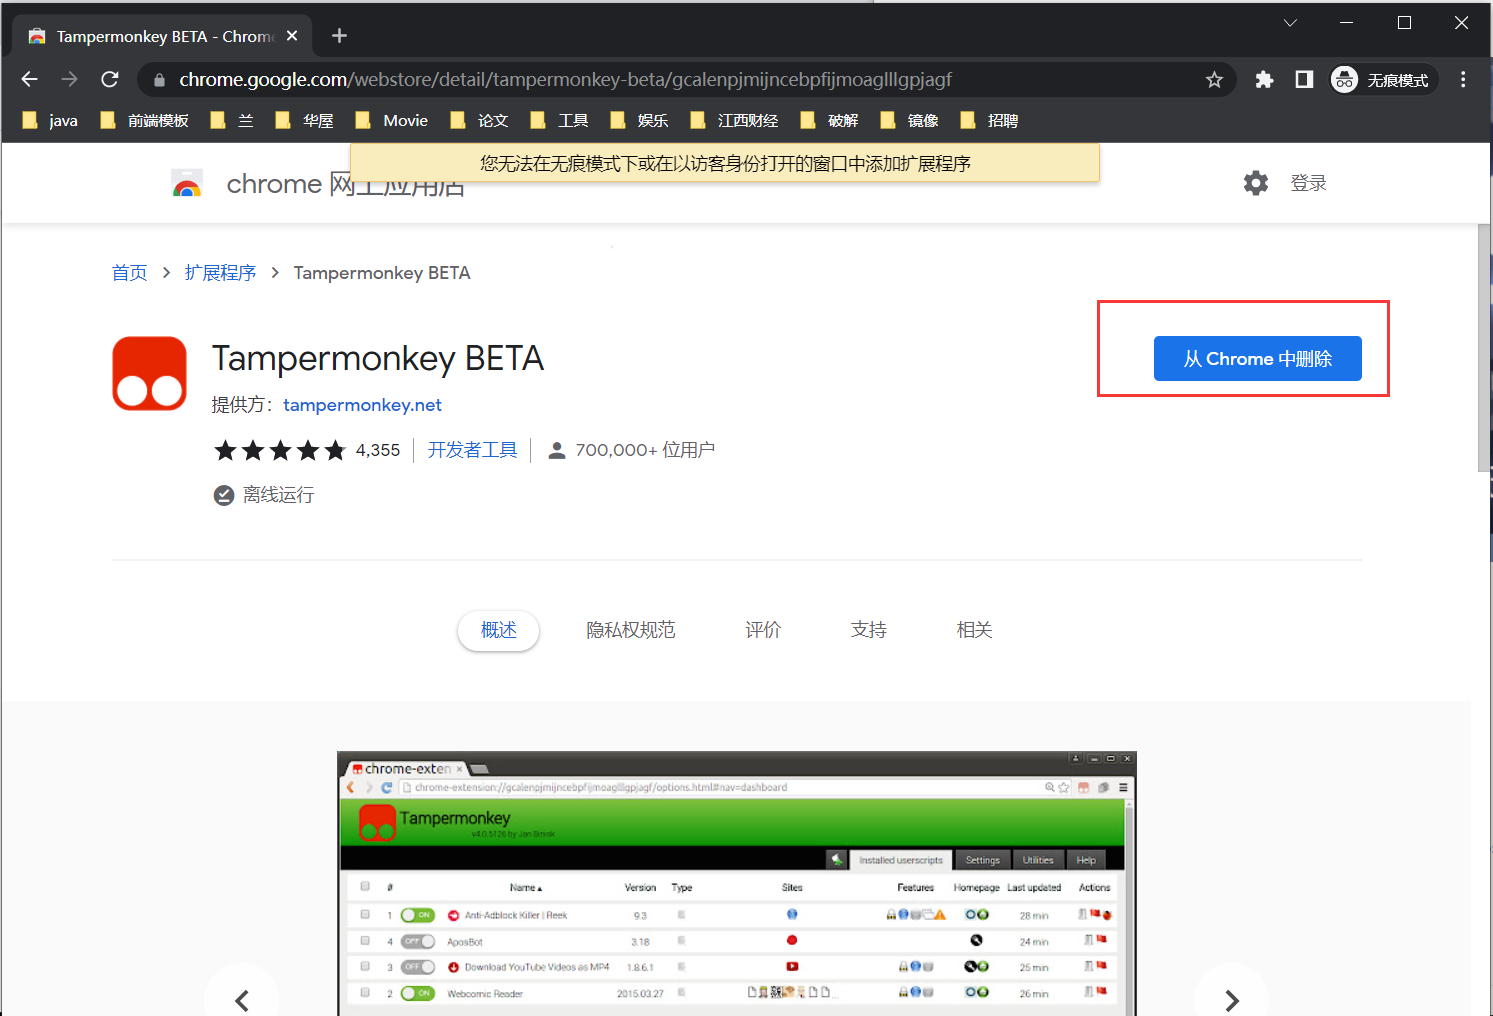 Tampermonkey BETA - Chrome
chrome.google.com/webstore/detail/tampermonkey-beta/gcalenpjmijncebpfijmoaglllgpjagf
无痕模式
java 前端模板 兰 华屋 Movie 论文 工具 娱乐 江西财经 破解 镜像 招聘
您无法在无痕模式下或在以访客身份打开的窗口中添加扩展程序
chrome 网上应用店
登录
首页 > 扩展程序 > Tampermonkey BETA
Tampermonkey BETA
从 Chrome 中删除
提供方： tampermonkey.net
4,355 开发者工具 700,000+ 位用户
离线运行
概述 隐私权规范 评价 支持 相关
chrome-exten
chrome-extension://gcalenpjmijncebpfijmoaglllgpjagf/options.html#nav=dashboard
Tampermonkey
v4.0.5126 by Jan Biniok
Installed userscripts Settings Utilities Help
# Name Version Type Sites Features Homepage Last updated Actions
1 ON Anti-Adblock Killer | Reek 9.3 28 min
4 OFF AposBot 3.18 24 min
3 OFF Download YouTube Videos as MP4 1.8.6.1 25 min
2 ON Webcomic Reader 2015.03.27 26 min